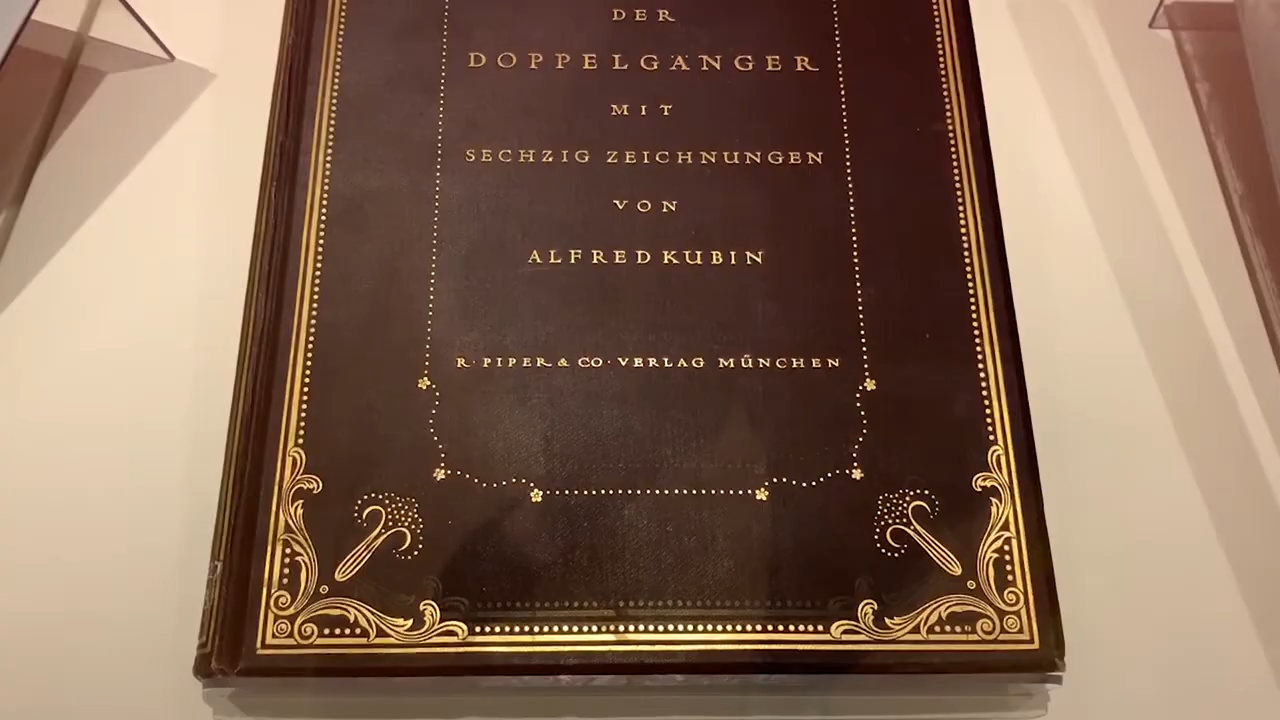 DER
DOPPELGÄNGER
MIT
SECHZIG ZEICHNUNGEN
VON
ALFRED KUBIN
R · PIPER & CO · VERLAG MÜNCHEN